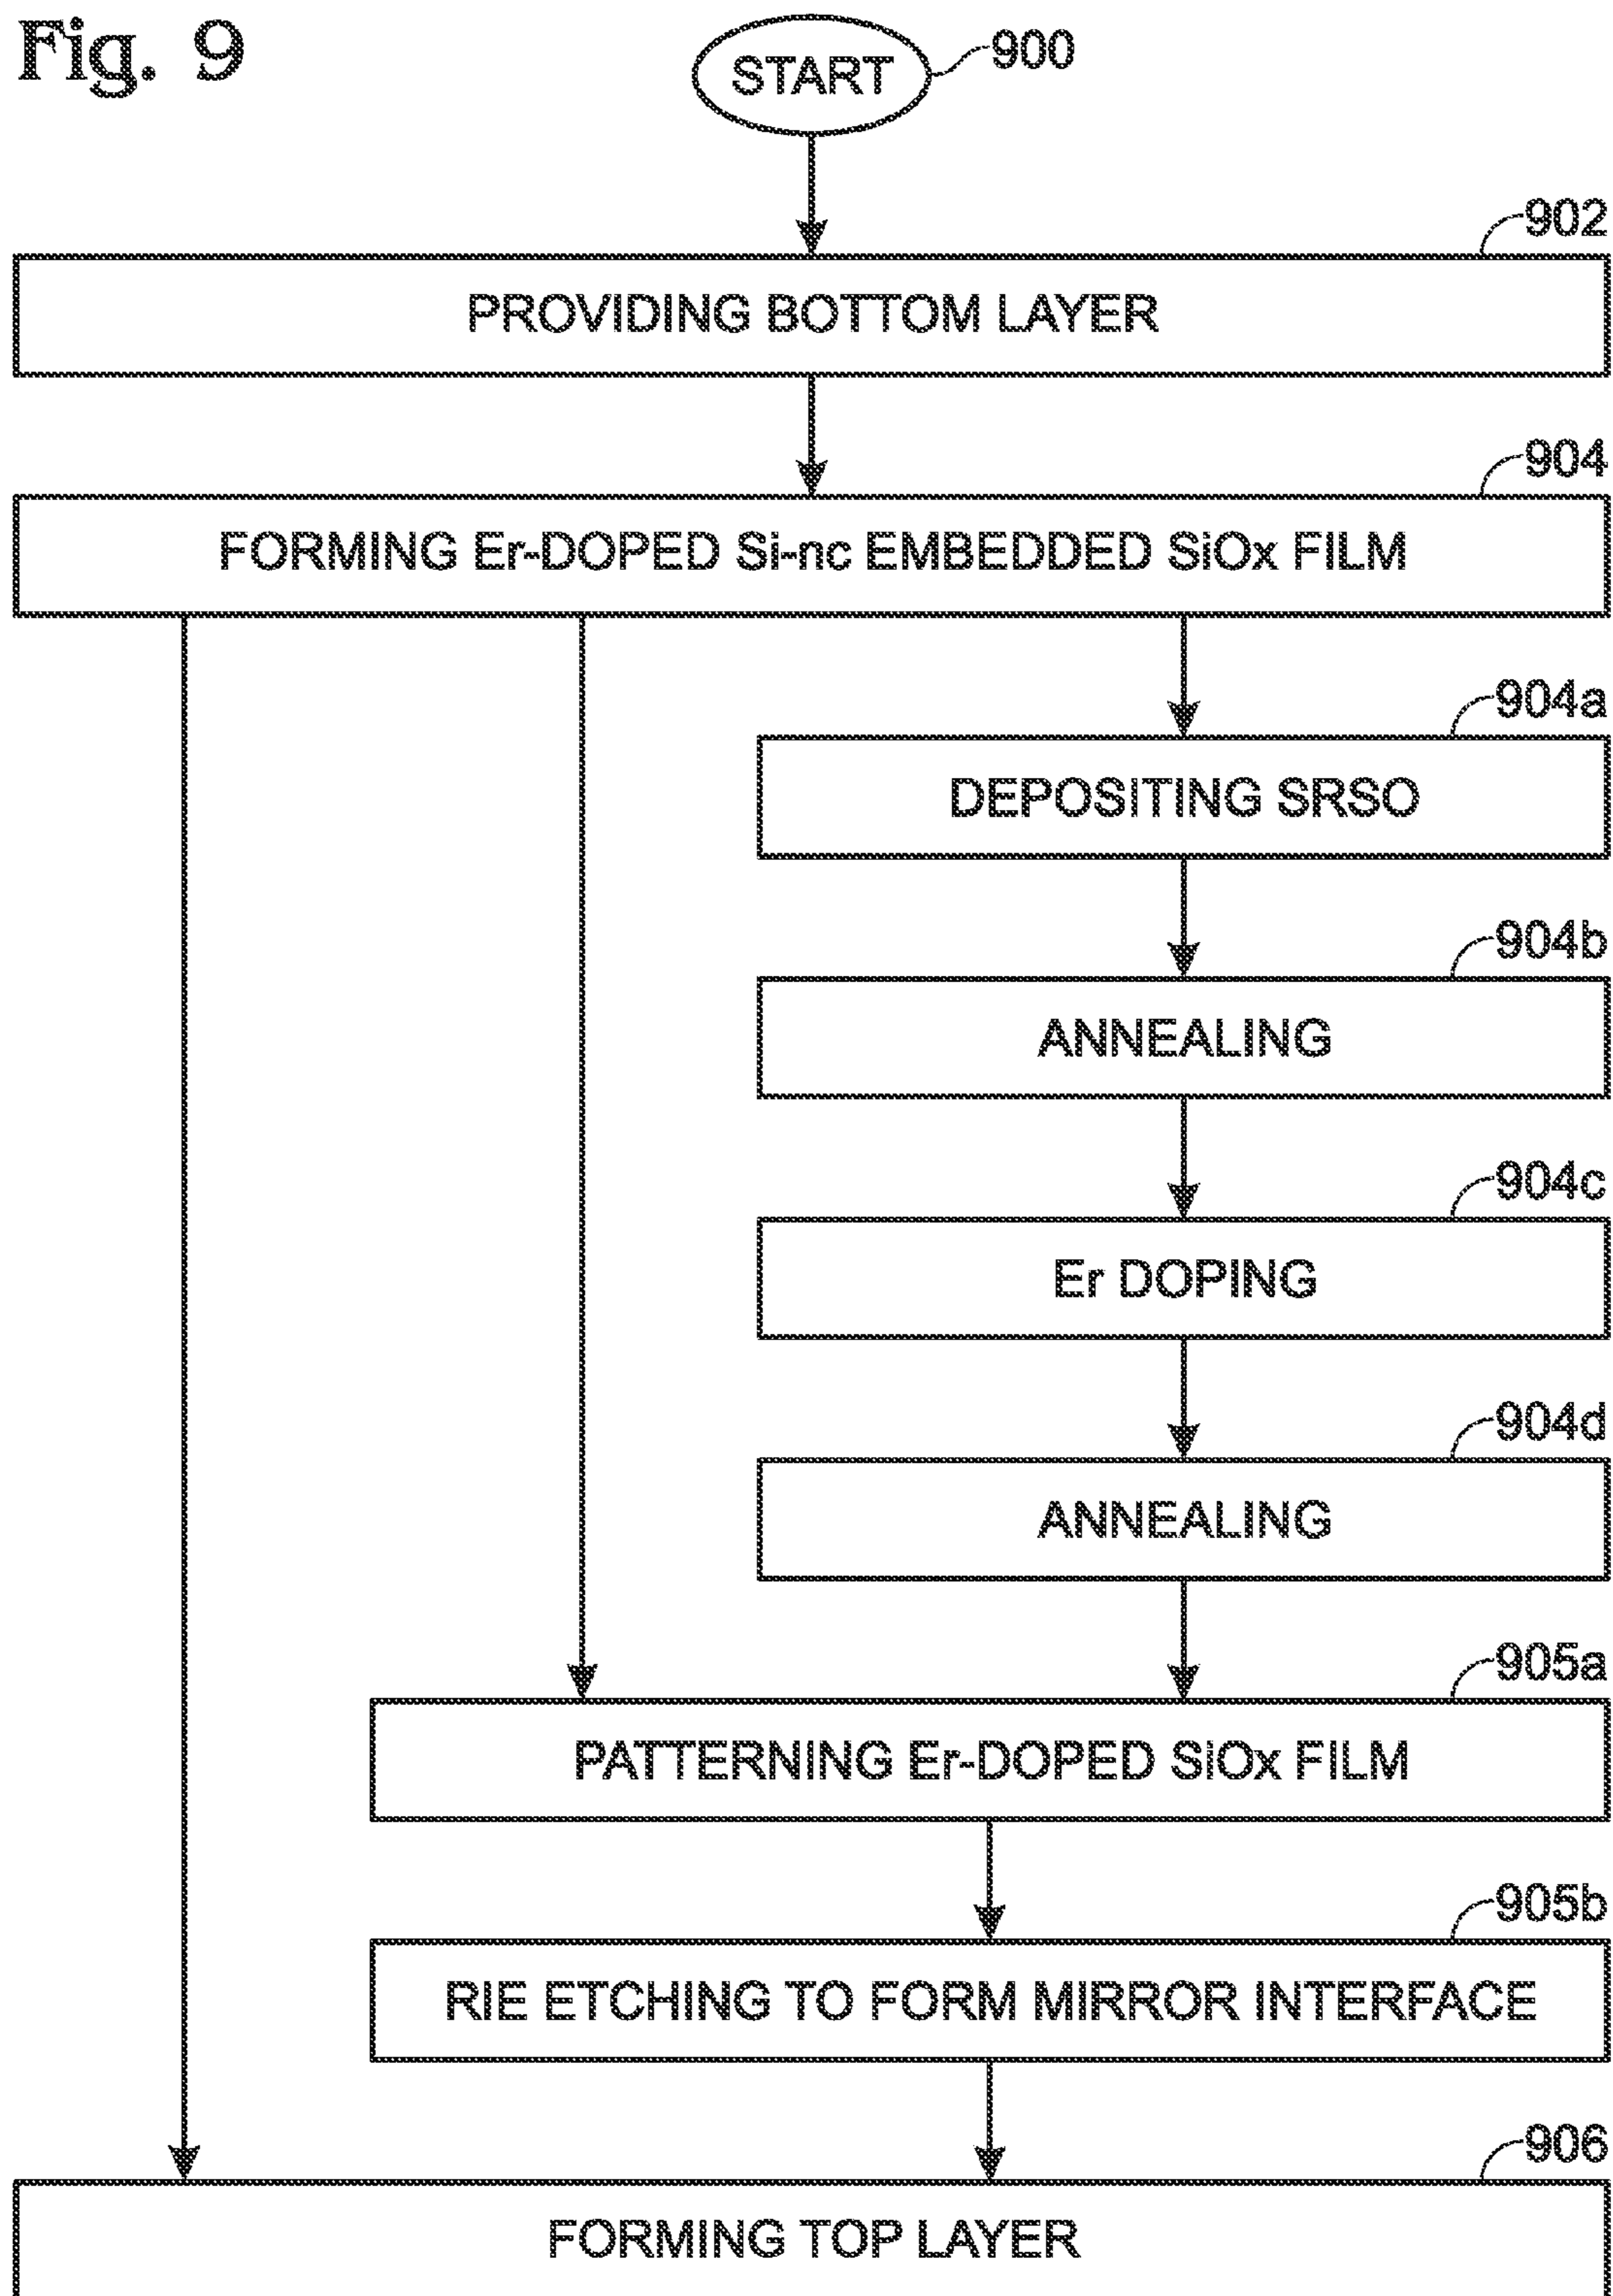 Fig. 9
START
900
902
PROVIDING BOTTOM LAYER
904
FORMING Er-DOPED Si-nc EMBEDDED SiOx FILM
904a
DEPOSITING SRSO
904b
ANNEALING
904c
Er DOPING
904d
ANNEALING
905a
PATTERNING Er-DOPED SiOx FILM
905b
RIE ETCHING TO FORM MIRROR INTERFACE
906
FORMING TOP LAYER